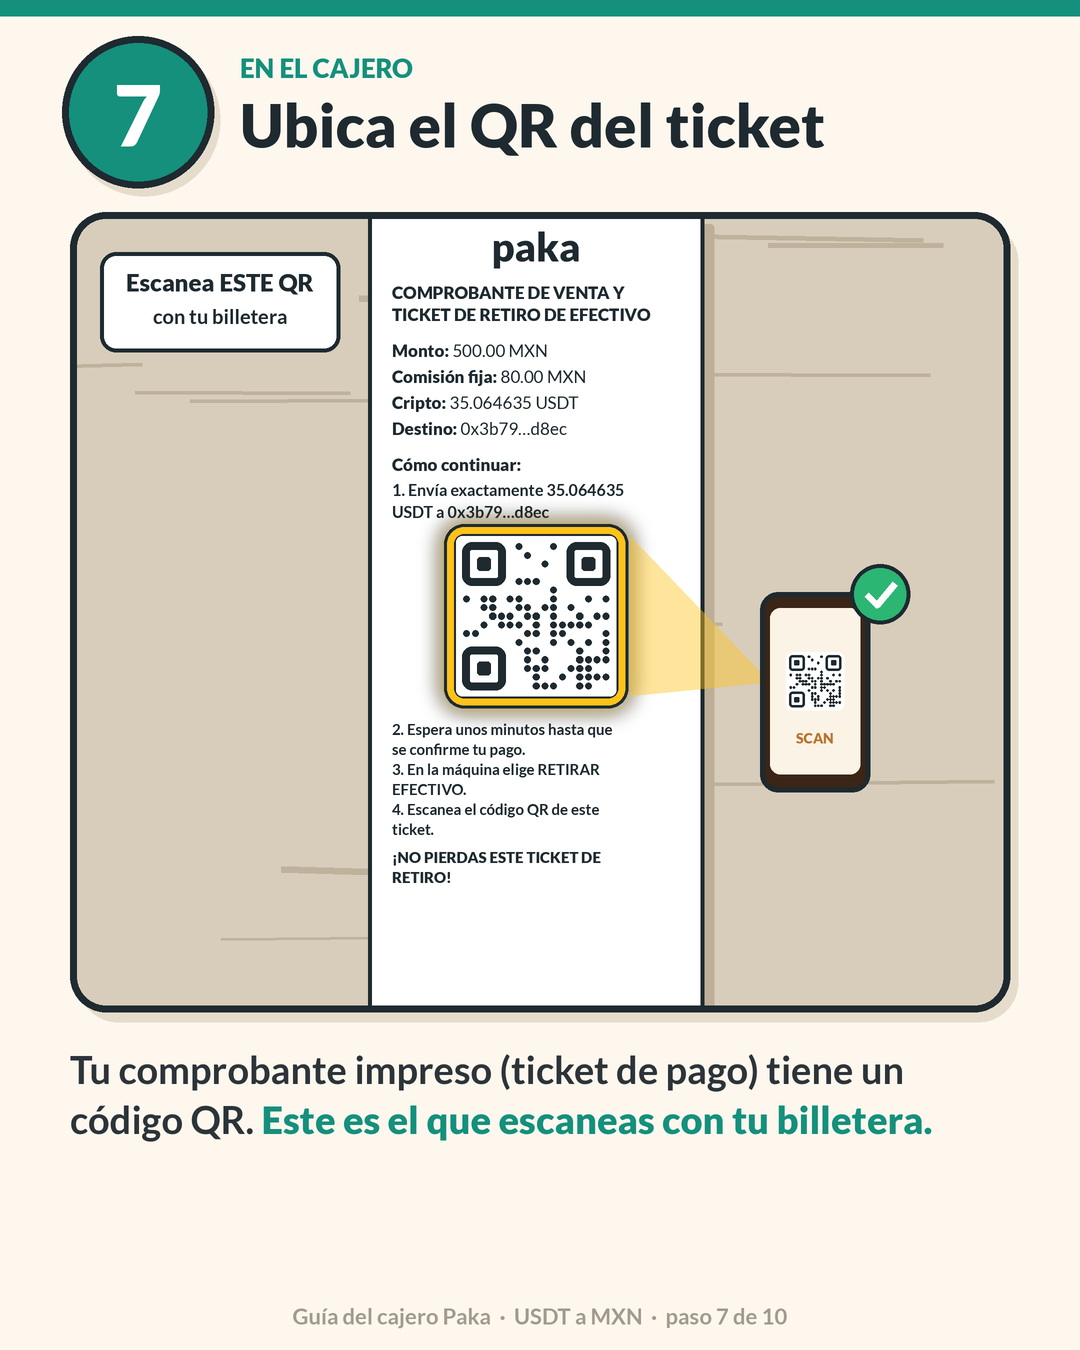 7
EN EL CAJERO
Ubica el QR del ticket
Escanea ESTE QR
con tu billetera
paka
COMPROBANTE DE VENTA Y
TICKET DE RETIRO DE EFECTIVO
Monto: 500.00 MXN
Comisión fija: 80.00 MXN
Cripto: 35.064635 USDT
Destino: 0x3b79...d8ec
Cómo continuar:
1. Envía exactamente 35.064635
USDT a 0x3b79...d8ec
2. Espera unos minutos hasta que
se confirme tu pago.
3. En la máquina elige RETIRAR
EFECTIVO.
4. Escanea el código QR de este
ticket.
¡NO PIERDAS ESTE TICKET DE
RETIRO!
SCAN
Tu comprobante impreso (ticket de pago) tiene un
código QR. Este es el que escaneas con tu billetera.
Guía del cajero Paka · USDT a MXN · paso 7 de 10